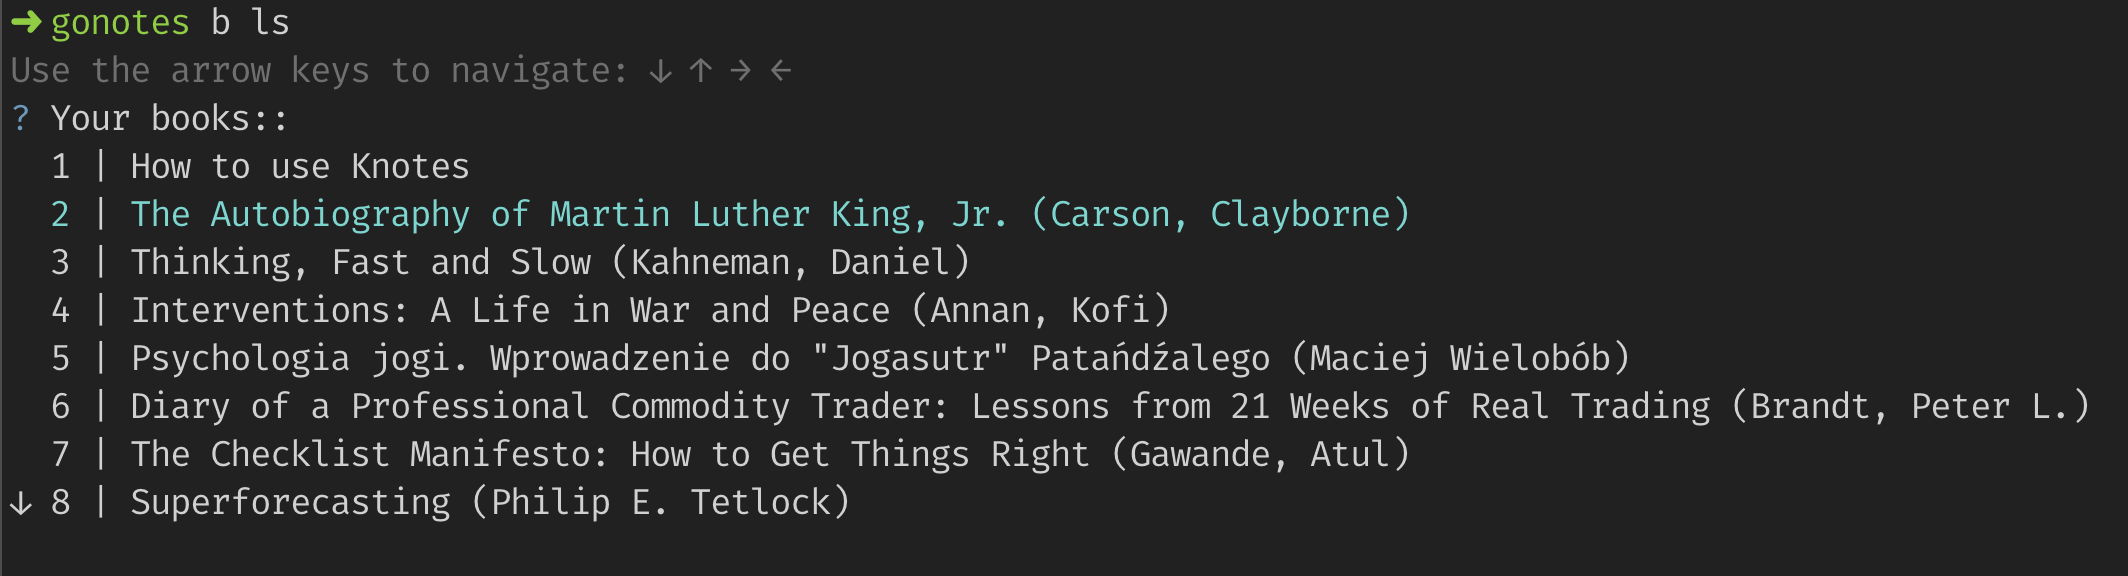 ➜ gonotes b ls
Use the arrow keys to navigate: ↓ ↑ → ←
? Your books::
1 | How to use Knotes
2 | The Autobiography of Martin Luther King, Jr. (Carson, Clayborne)
3 | Thinking, Fast and Slow (Kahneman, Daniel)
4 | Interventions: A Life in War and Peace (Annan, Kofi)
5 | Psychologia jogi. Wprowadzenie do "Jogasutr" Patańdźalego (Maciej Wielobób)
6 | Diary of a Professional Commodity Trader: Lessons from 21 Weeks of Real Trading (Brandt, Peter L.)
7 | The Checklist Manifesto: How to Get Things Right (Gawande, Atul)
↓ 8 | Superforecasting (Philip E. Tetlock)